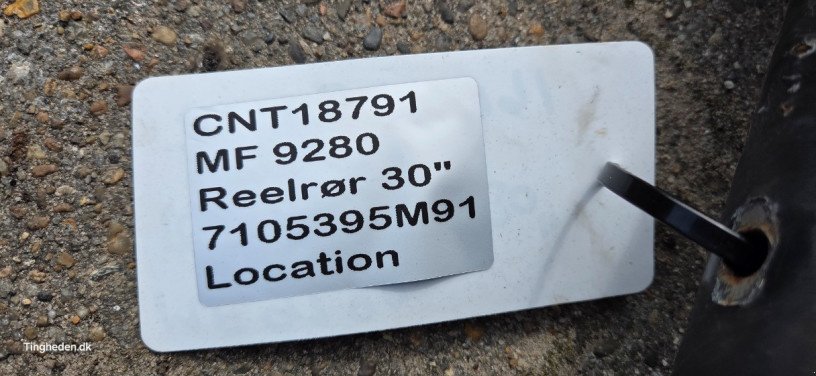 CNT18791
MF 9280
Reelrør 30"
7105395M91
Location
Tingheden.dk